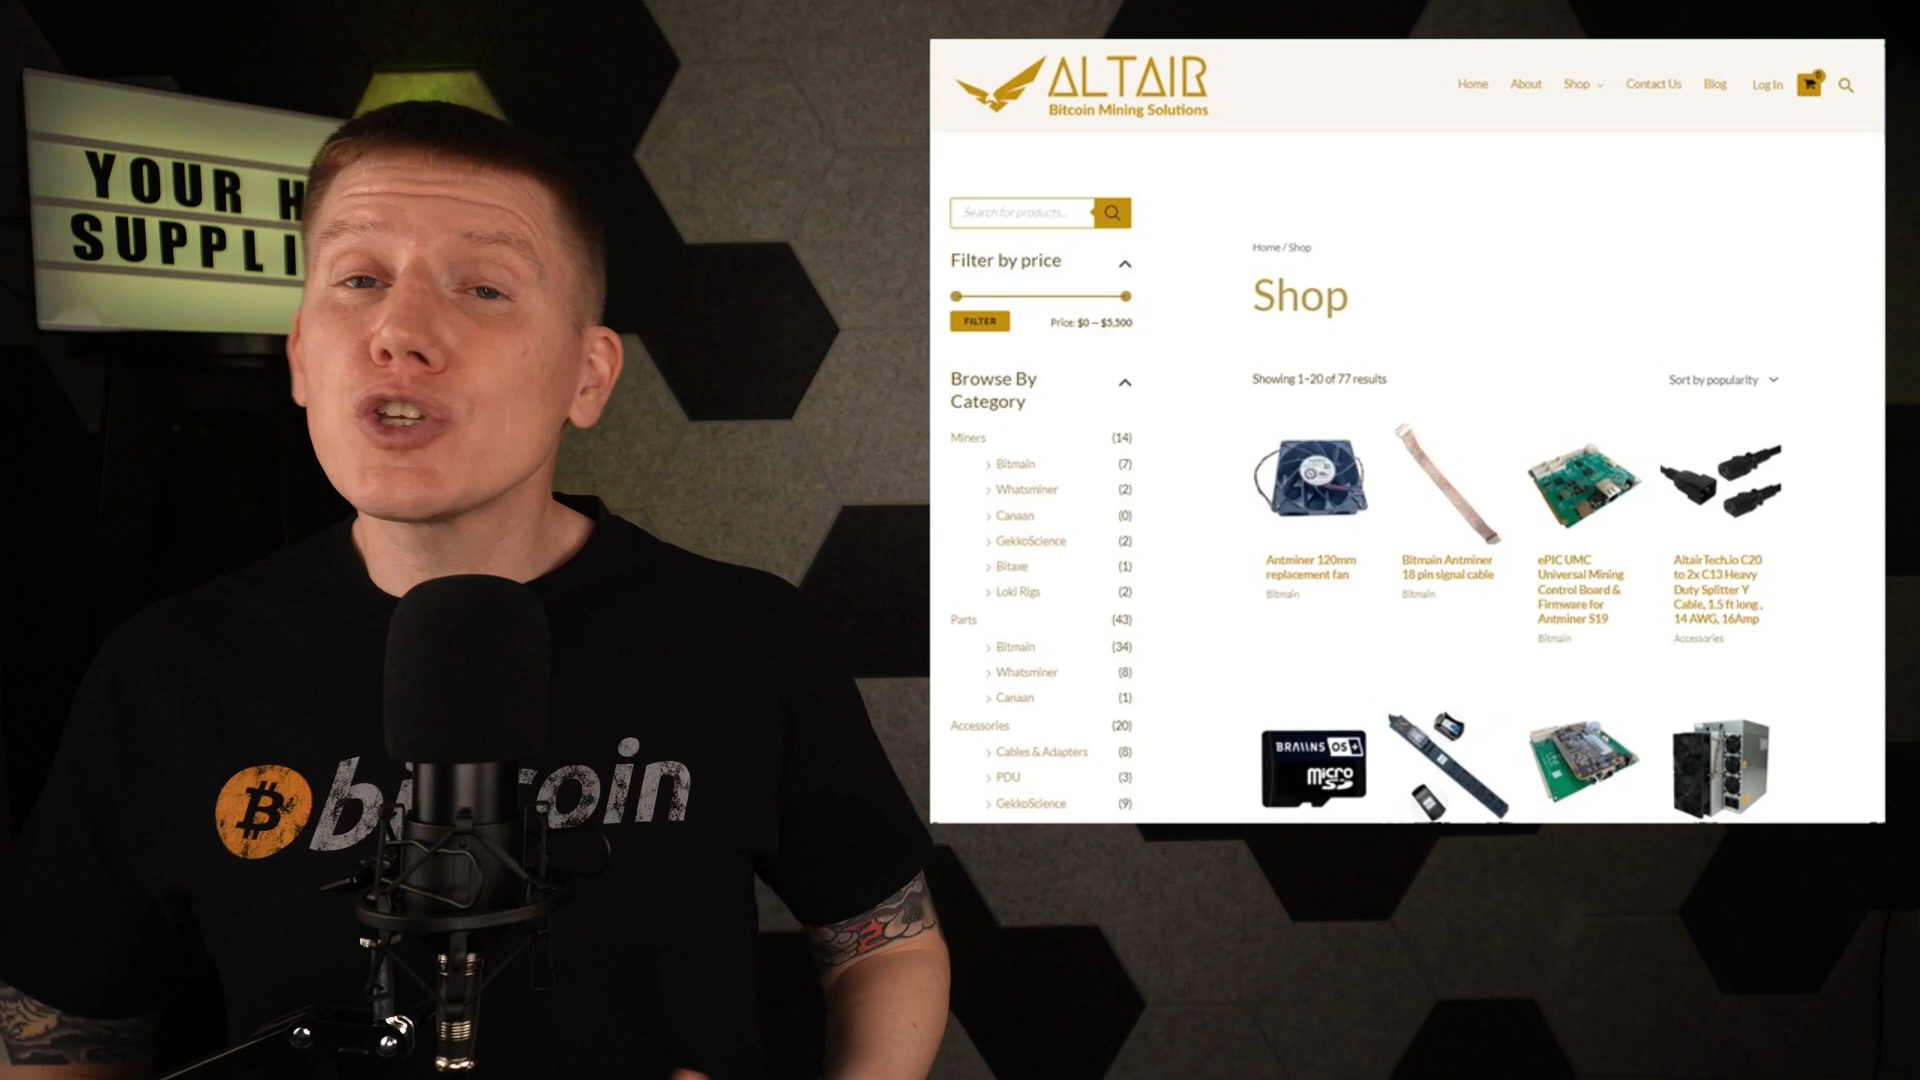 YOUR H
SUPPLI
bitcoin
ALTAIR
Bitcoin Mining Solutions
Home
About
Shop
Contact Us
Blog
Log In
0
Search for products...
Filter by price
FILTER
Price: $0 — $5,500
Browse By
Category
Miners (14)
Bitmain (7)
Whatsminer (2)
Canaan (0)
GekkoScience (2)
Bitaxe (1)
Loki Rigs (2)
Parts (43)
Bitmain (34)
Whatsminer (8)
Canaan (1)
Accessories (20)
Cables & Adapters (8)
PDU (3)
GekkoScience (9)
Home / Shop
Shop
Showing 1–20 of 77 results
Sort by popularity
Antminer 120mm
replacement fan
Bitmain
Bitmain Antminer
18 pin signal cable
Bitmain
ePIC UMC
Universal Mining
Control Board &
Firmware for
Antminer S19
Bitmain
AltairTech.io C20
to 2x C13 Heavy
Duty Splitter Y
Cable, 1.5 ft long ,
14 AWG, 16Amp
Accessories
BRAIINS OS+
micro
SD